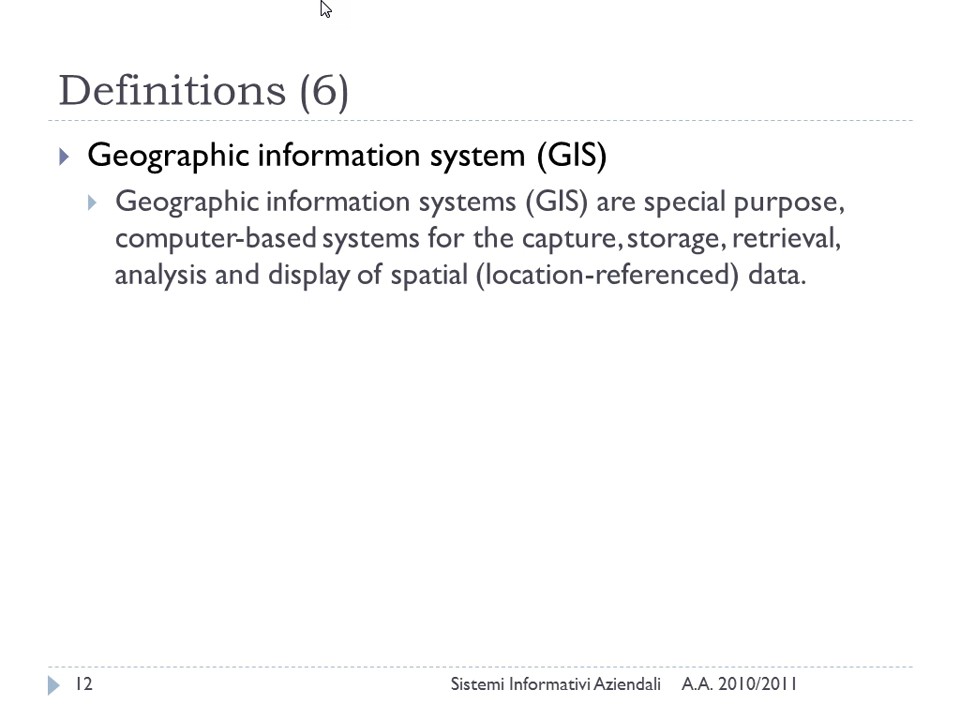 Definitions (6)
Geographic information system (GIS)
Geographic information systems (GIS) are special purpose,
computer-based systems for the capture, storage, retrieval,
analysis and display of spatial (location-referenced) data.
12 Sistemi Informativi Aziendali A.A. 2010/2011